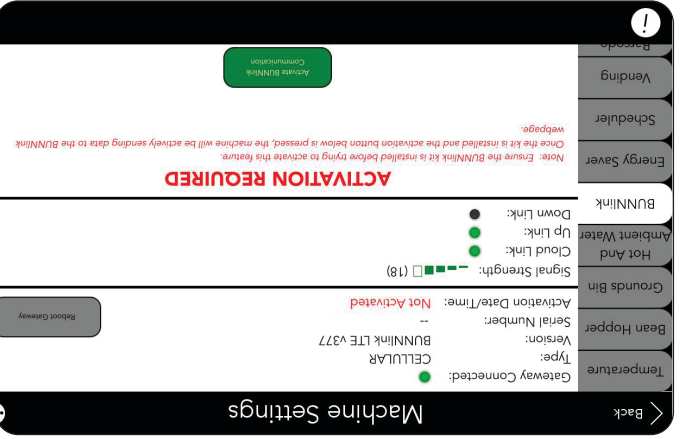 Back
Machine Settings
Temperature
Bean Hopper
Grounds Bin
Hot And
Ambient Water
BUNNlink
Energy Saver
Scheduler
Vending
Barcode
Gateway Connected:
Type: CELLULAR
Version: BUNNlink LTE v377
Serial Number: --
Activation Date/Time: Not Activated
Reboot Gateway
Signal Strength: (18)
Cloud Link:
Up Link:
Down Link:
ACTIVATION REQUIRED
Note: Ensure the BUNNlink kit is installed before trying to activate this feature.
Once the kit is installed and the activation button below is pressed, the machine will be actively sending data to the BUNNlink
webpage.
Activate BUNNlink
Communication
!